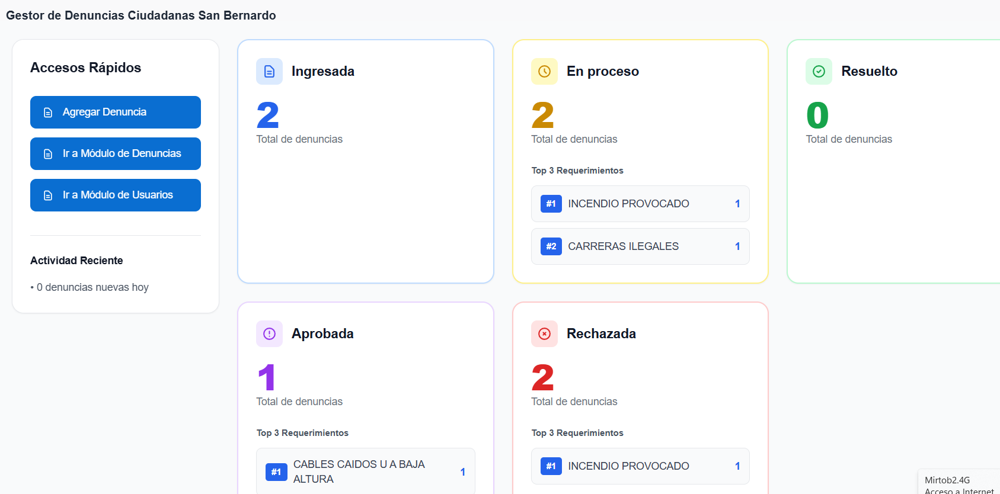 Gestor de Denuncias Ciudadanas San Bernardo
Accesos Rápidos
Agregar Denuncia
Ir a Módulo de Denuncias
Ir a Módulo de Usuarios
Actividad Reciente
• 0 denuncias nuevas hoy
Ingresada
2
Total de denuncias
En proceso
2
Total de denuncias
Top 3 Requerimientos
#1 INCENDIO PROVOCADO 1
#2 CARRERAS ILEGALES 1
Resuelto
0
Total de denuncias
Aprobada
1
Total de denuncias
Top 3 Requerimientos
#1 CABLES CAIDOS U A BAJA
ALTURA 1
Rechazada
2
Total de denuncias
Top 3 Requerimientos
#1 INCENDIO PROVOCADO 1
Mirtob2.4G
Acceso a Internet